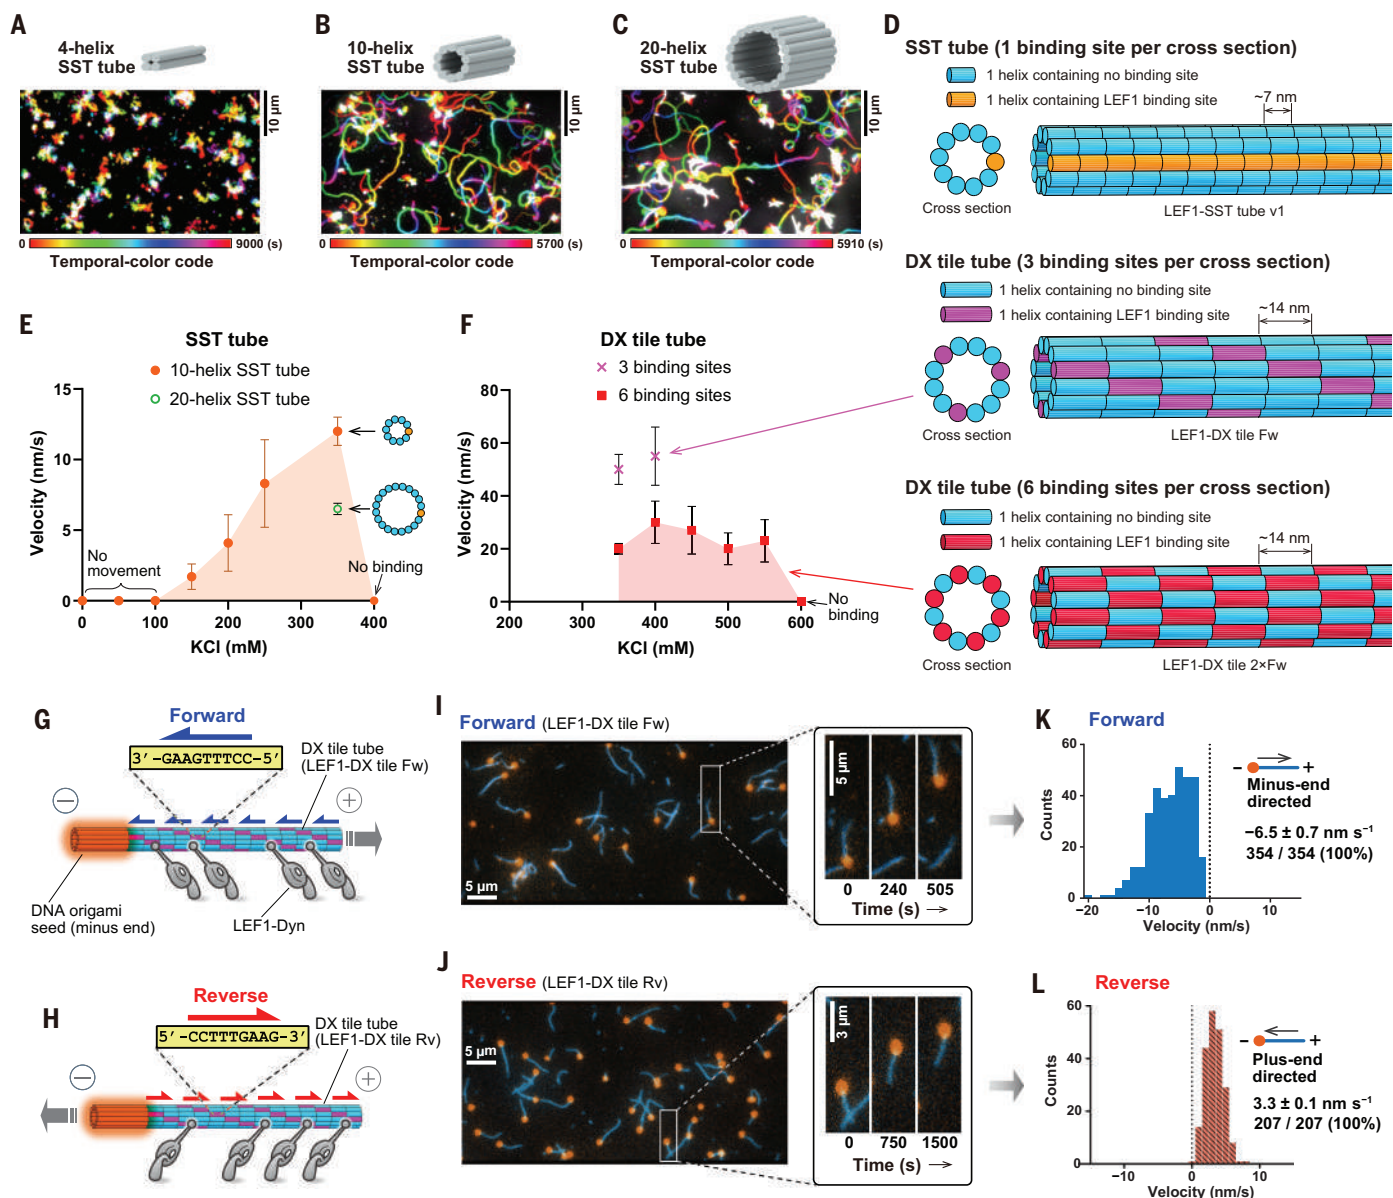 A
4-helix
SST tube
10 µm
0 9000 (s)
Temporal-color code
B
10-helix
SST tube
10 µm
0 5700 (s)
Temporal-color code
C
20-helix
SST tube
10 µm
0 5910 (s)
Temporal-color code
D
SST tube (1 binding site per cross section)
1 helix containing no binding site
1 helix containing LEF1 binding site
~7 nm
Cross section
LEF1-SST tube v1
DX tile tube (3 binding sites per cross section)
1 helix containing no binding site
1 helix containing LEF1 binding site
~14 nm
Cross section
LEF1-DX tile Fw
DX tile tube (6 binding sites per cross section)
1 helix containing no binding site
1 helix containing LEF1 binding site
~14 nm
Cross section
LEF1-DX tile 2×Fw
E
SST tube
10-helix SST tube
20-helix SST tube
Velocity (nm/s)
15
10
5
0
No
movement
No binding
0 100 200 300 400
KCl (mM)
F
DX tile tube
3 binding sites
6 binding sites
Velocity (nm/s)
80
60
40
20
0
No
binding
200 300 400 500 600
KCl (mM)
G
Forward
3′-GAAGTTTCC-5′
DX tile tube
(LEF1-DX tile Fw)
−
+
DNA origami
seed (minus end)
LEF1-Dyn
H
Reverse
5′-CCTTTGAAG-3′
DX tile tube
(LEF1-DX tile Rv)
−
+
I
Forward (LEF1-DX tile Fw)
5 µm
5 µm
0 240 505
Time (s) →
J
Reverse (LEF1-DX tile Rv)
5 µm
3 µm
0 750 1500
Time (s) →
K
Forward
Counts
60
40
20
0
−20 −10 0 10
Velocity (nm/s)
- +
Minus-end
directed
−6.5 ± 0.7 nm s⁻¹
354 / 354 (100%)
L
Reverse
Counts
60
40
20
0
−10 0 10
Velocity (nm/s)
- +
Plus-end
directed
3.3 ± 0.1 nm s⁻¹
207 / 207 (100%)